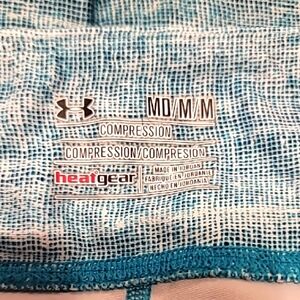 MD/M/M
COMPRESSION
COMPRESSION/COMPRESIÓN
heatgear
MADE IN JORDAN
FABRIQUÉ EN JORDANIE
HECHO EN JORDANIA